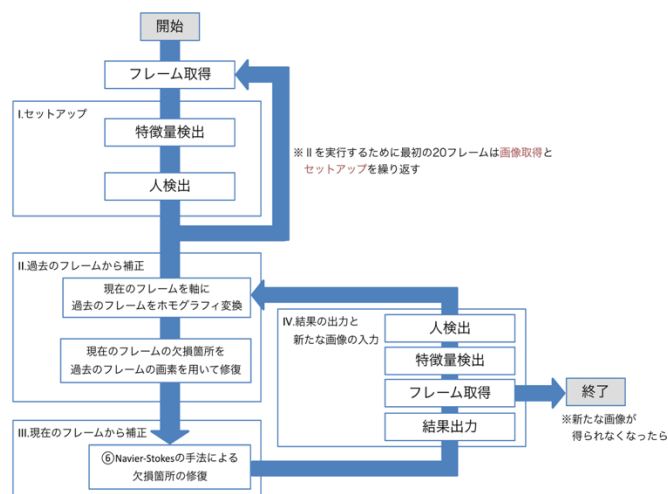 開始
フレーム取得
I.セットアップ
特徴量検出
人検出
※Ⅱを実行するために最初の20フレームは画像取得と
セットアップを繰り返す
II.過去のフレームから補正
現在のフレームを軸に
過去のフレームをホモグラフィ変換
現在のフレームの欠損箇所を
過去のフレームの画素を用いて修復
III.現在のフレームから補正
⑥Navier-Stokesの手法による
欠損箇所の修復
IV.結果の出力と
新たな画像の入力
人検出
特徴量検出
フレーム取得
結果出力
終了
※新たな画像が
得られなくなったら